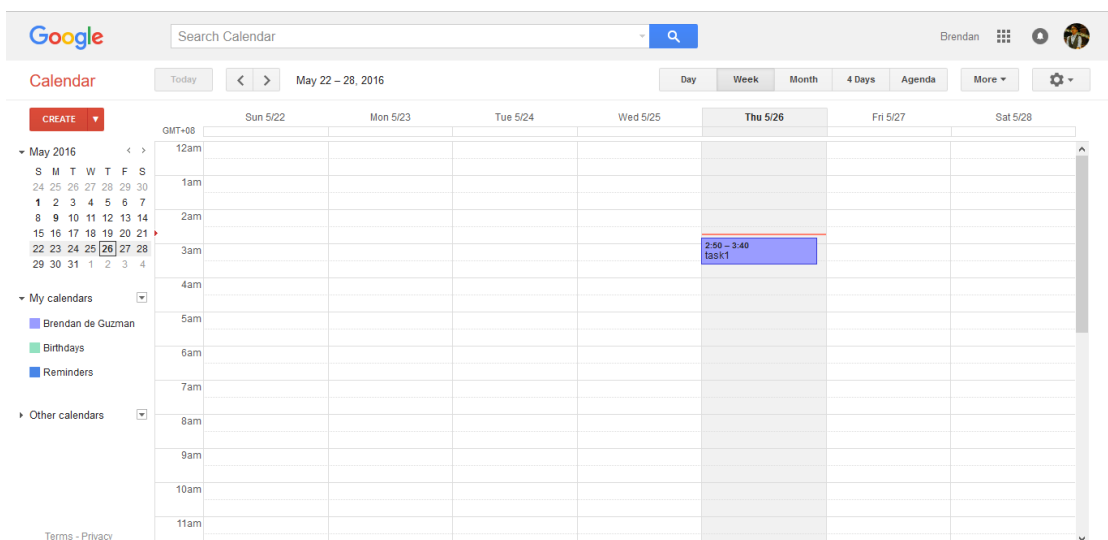 Google
Search Calendar
Brendan
Calendar
Today
May 22 – 28, 2016
Day Week Month 4 Days Agenda
More
CREATE
Sun 5/22 Mon 5/23 Tue 5/24 Wed 5/25 Thu 5/26 Fri 5/27 Sat 5/28
GMT+08
May 2016
S M T W T F S
24 25 26 27 28 29 30
1 2 3 4 5 6 7
8 9 10 11 12 13 14
15 16 17 18 19 20 21
22 23 24 25 26 27 28
29 30 31 1 2 3 4
My calendars
Brendan de Guzman
Birthdays
Reminders
Other calendars
Terms - Privacy
12am
1am
2am
3am
4am
5am
6am
7am
8am
9am
10am
11am
2:50 – 3:40
task1